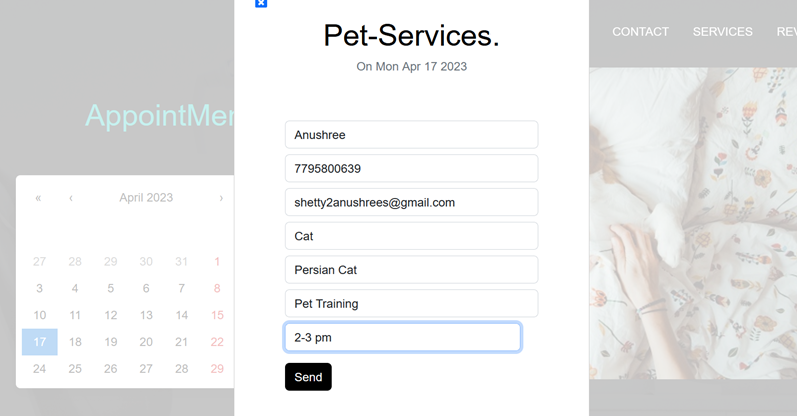 CONTACT SERVICES REV
Pet-Services.
On Mon Apr 17 2023
AppointMen
Anushree
7795800639
shetty2anushrees@gmail.com
Cat
Persian Cat
Pet Training
2-3 pm
Send
« ‹ April 2023 ›
27 28 29 30 31 1
3 4 5 6 7 8
10 11 12 13 14 15
17 18 19 20 21 22
24 25 26 27 28 29